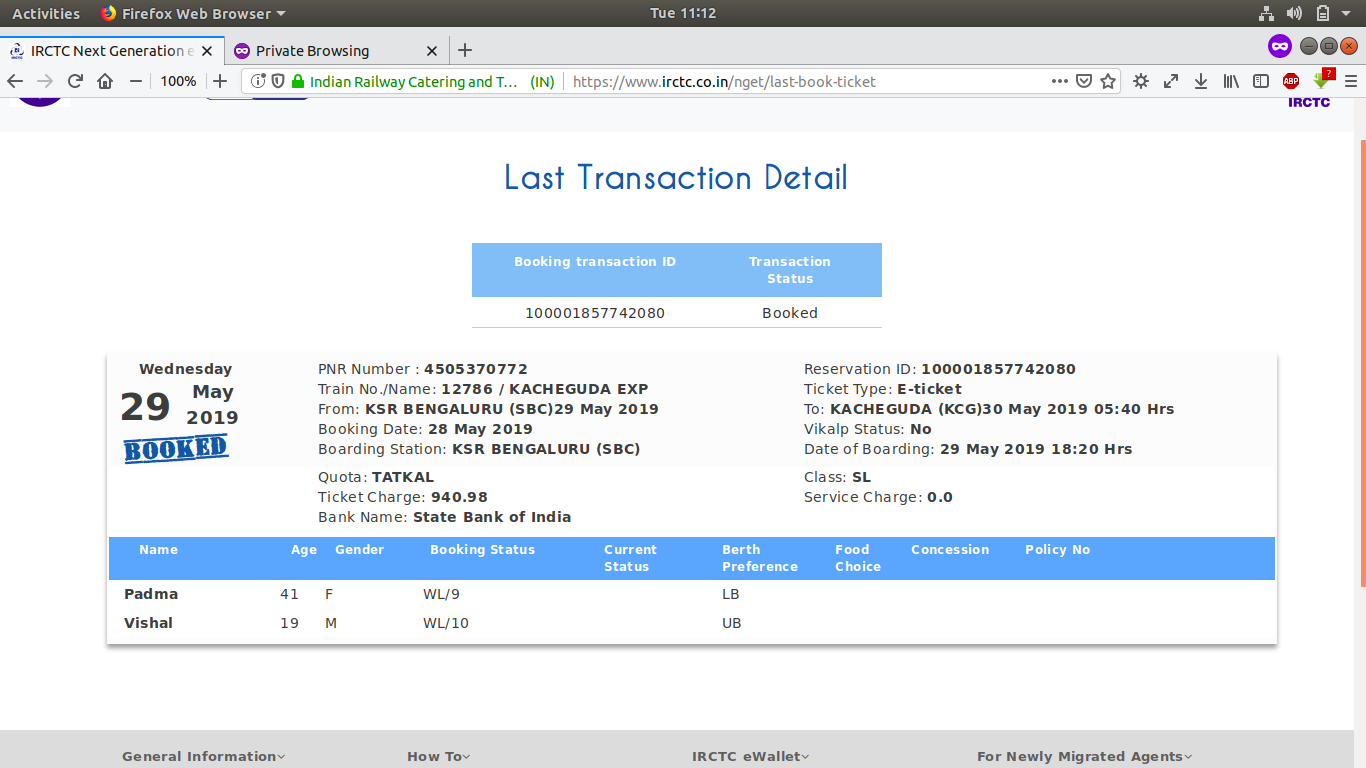 Activities Firefox Web Browser Tue 11:12
IRCTC Next Generation e Private Browsing
100% Indian Railway Catering and T... (IN) https://www.irctc.co.in/nget/last-book-ticket ABP ?
IRCTC
Last Transaction Detail
Booking transaction ID Transaction
Status
100001857742080 Booked
Wednesday
29 May
2019
BOOKED
PNR Number : 4505370772 Reservation ID: 100001857742080
Train No./Name: 12786 / KACHEGUDA EXP Ticket Type: E-ticket
From: KSR BENGALURU (SBC)29 May 2019 To: KACHEGUDA (KCG)30 May 2019 05:40 Hrs
Booking Date: 28 May 2019 Vikalp Status: No
Boarding Station: KSR BENGALURU (SBC) Date of Boarding: 29 May 2019 18:20 Hrs
Quota: TATKAL Class: SL
Ticket Charge: 940.98 Service Charge: 0.0
Bank Name: State Bank of India
Name Age Gender Booking Status Current Berth Food Concession Policy No
Status Preference Choice
Padma 41 F WL/9 LB
Vishal 19 M WL/10 UB
General Information How To IRCTC eWallet For Newly Migrated Agents